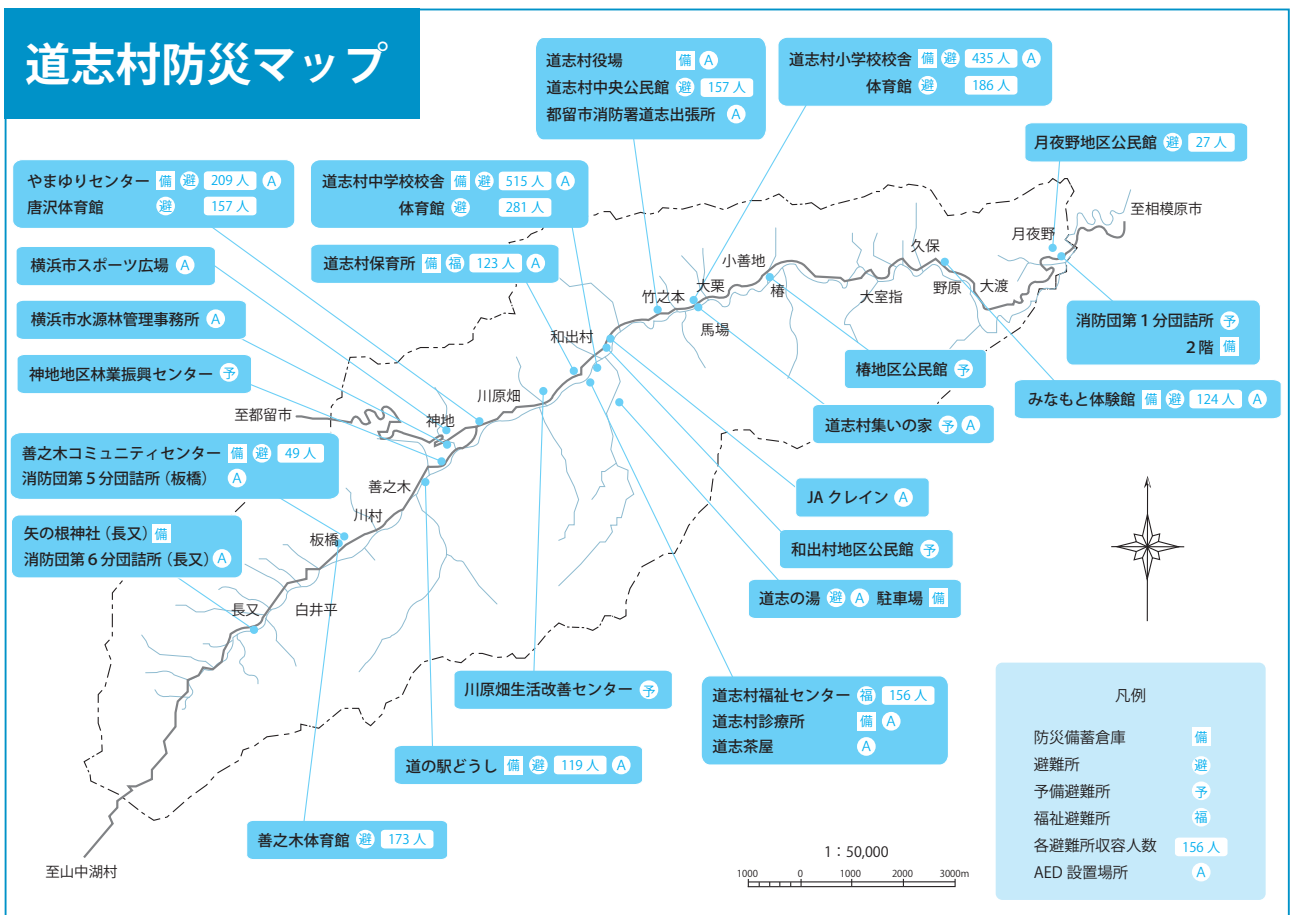 道志村防災マップ
道志村役場 備 A
道志村中央公民館 避 157人
都留市消防署道志出張所 A
道志村小学校校舎 備 避 435人 A
体育館 避 186人
月夜野地区公民館 避 27人
やまゆりセンター 備 避 209人 A
唐沢体育館 避 157人
道志村中学校校舎 備 避 515人 A
体育館 避 281人
横浜市スポーツ広場 A
道志村保育所 備 福 123人 A
横浜市水源林管理事務所 A
神地地区林業振興センター 予
善之木コミュニティセンター 備 避 49人
消防団第5分団詰所(板橋) A
矢の根神社(長又) 備
消防団第6分団詰所(長又) A
至相模原市
月夜野
久保
小善地
大栗
竹之本
椿
大室指
野原
大渡
馬場
和出村
川原畑
至都留市
神地
善之木
川村
板橋
長又
白井平
至山中湖村
消防団第1分団詰所 予
2階 備
椿地区公民館 予
みなもと体験館 備 避 124人 A
道志村集いの家 予 A
JAクレイン A
和出村地区公民館 予
道志の湯 避 A 駐車場 備
川原畑生活改善センター 予
道志村福祉センター 福 156人
道志村診療所 備 A
道志茶屋 A
道の駅どうし 備 避 119人 A
善之木体育館 避 173人
1:50,000
1000 0 1000 2000 3000m
凡例
防災備蓄倉庫 備
避難所 避
予備避難所 予
福祉避難所 福
各避難所収容人数 156人
AED設置場所 A